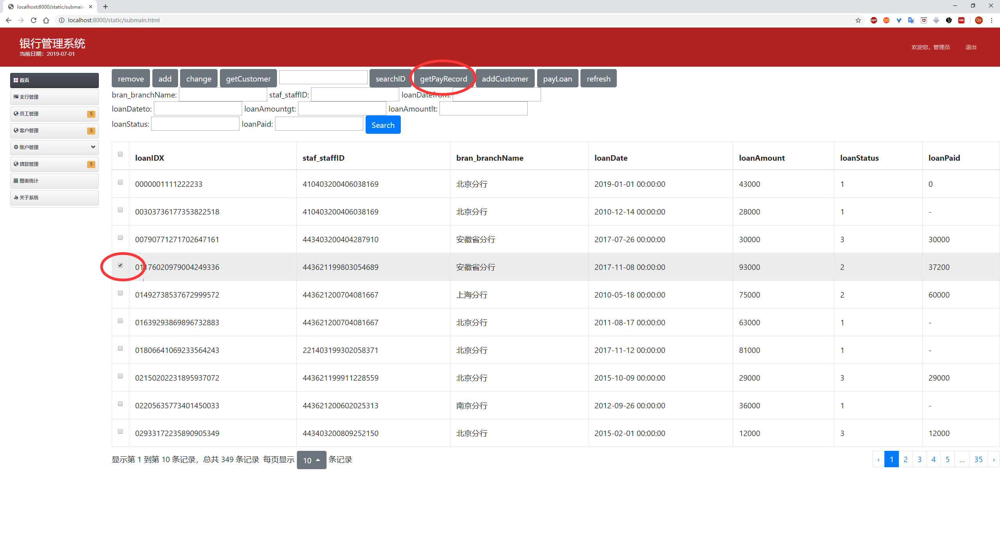 localhost:8000/static/submain
localhost:8000/static/submain.html
ABP
CORS
Qy
银行管理系统
当前日期：2019-07-01
欢迎您，管理员 退出
首页
支行管理
员工管理 5
客户管理 5
账户管理
贷款管理 5
图表统计
关于系统
remove add change getCustomer searchID getPayRecord addCustomer payLoan refresh
bran_branchName: staf_staffID: loanDatefrom:
loanDateto: loanAmountgt: loanAmountlt:
loanStatus: loanPaid: Search
loanIDX staf_staffID bran_branchName loanDate loanAmount loanStatus loanPaid
0000001111222233 410403200406038169 北京分行 2019-01-01 00:00:00 43000 1 0
00303736177353822518 410403200406038169 北京分行 2010-12-14 00:00:00 28000 1 -
00790771271702647161 443403200404287910 安徽省分行 2017-07-26 00:00:00 30000 3 30000
01176020979004249336 443621199803054689 安徽省分行 2017-11-08 00:00:00 93000 2 37200
01492738537672999572 443621200704081667 上海分行 2010-05-18 00:00:00 75000 2 60000
01639293869896732883 443621200704081667 北京分行 2011-08-17 00:00:00 63000 1 -
01806641069233564243 221403199302058371 北京分行 2017-11-12 00:00:00 81000 1 -
02150202231895937072 443621199911228559 北京分行 2015-10-09 00:00:00 29000 3 29000
02205635773401450033 443621200602025313 南京分行 2012-09-26 00:00:00 36000 1 -
02933172235890905349 443403200809252150 北京分行 2015-02-01 00:00:00 12000 3 12000
显示第 1 到第 10 条记录，总共 349 条记录 每页显示 10 条记录
‹ 1 2 3 4 5 ... 35 ›